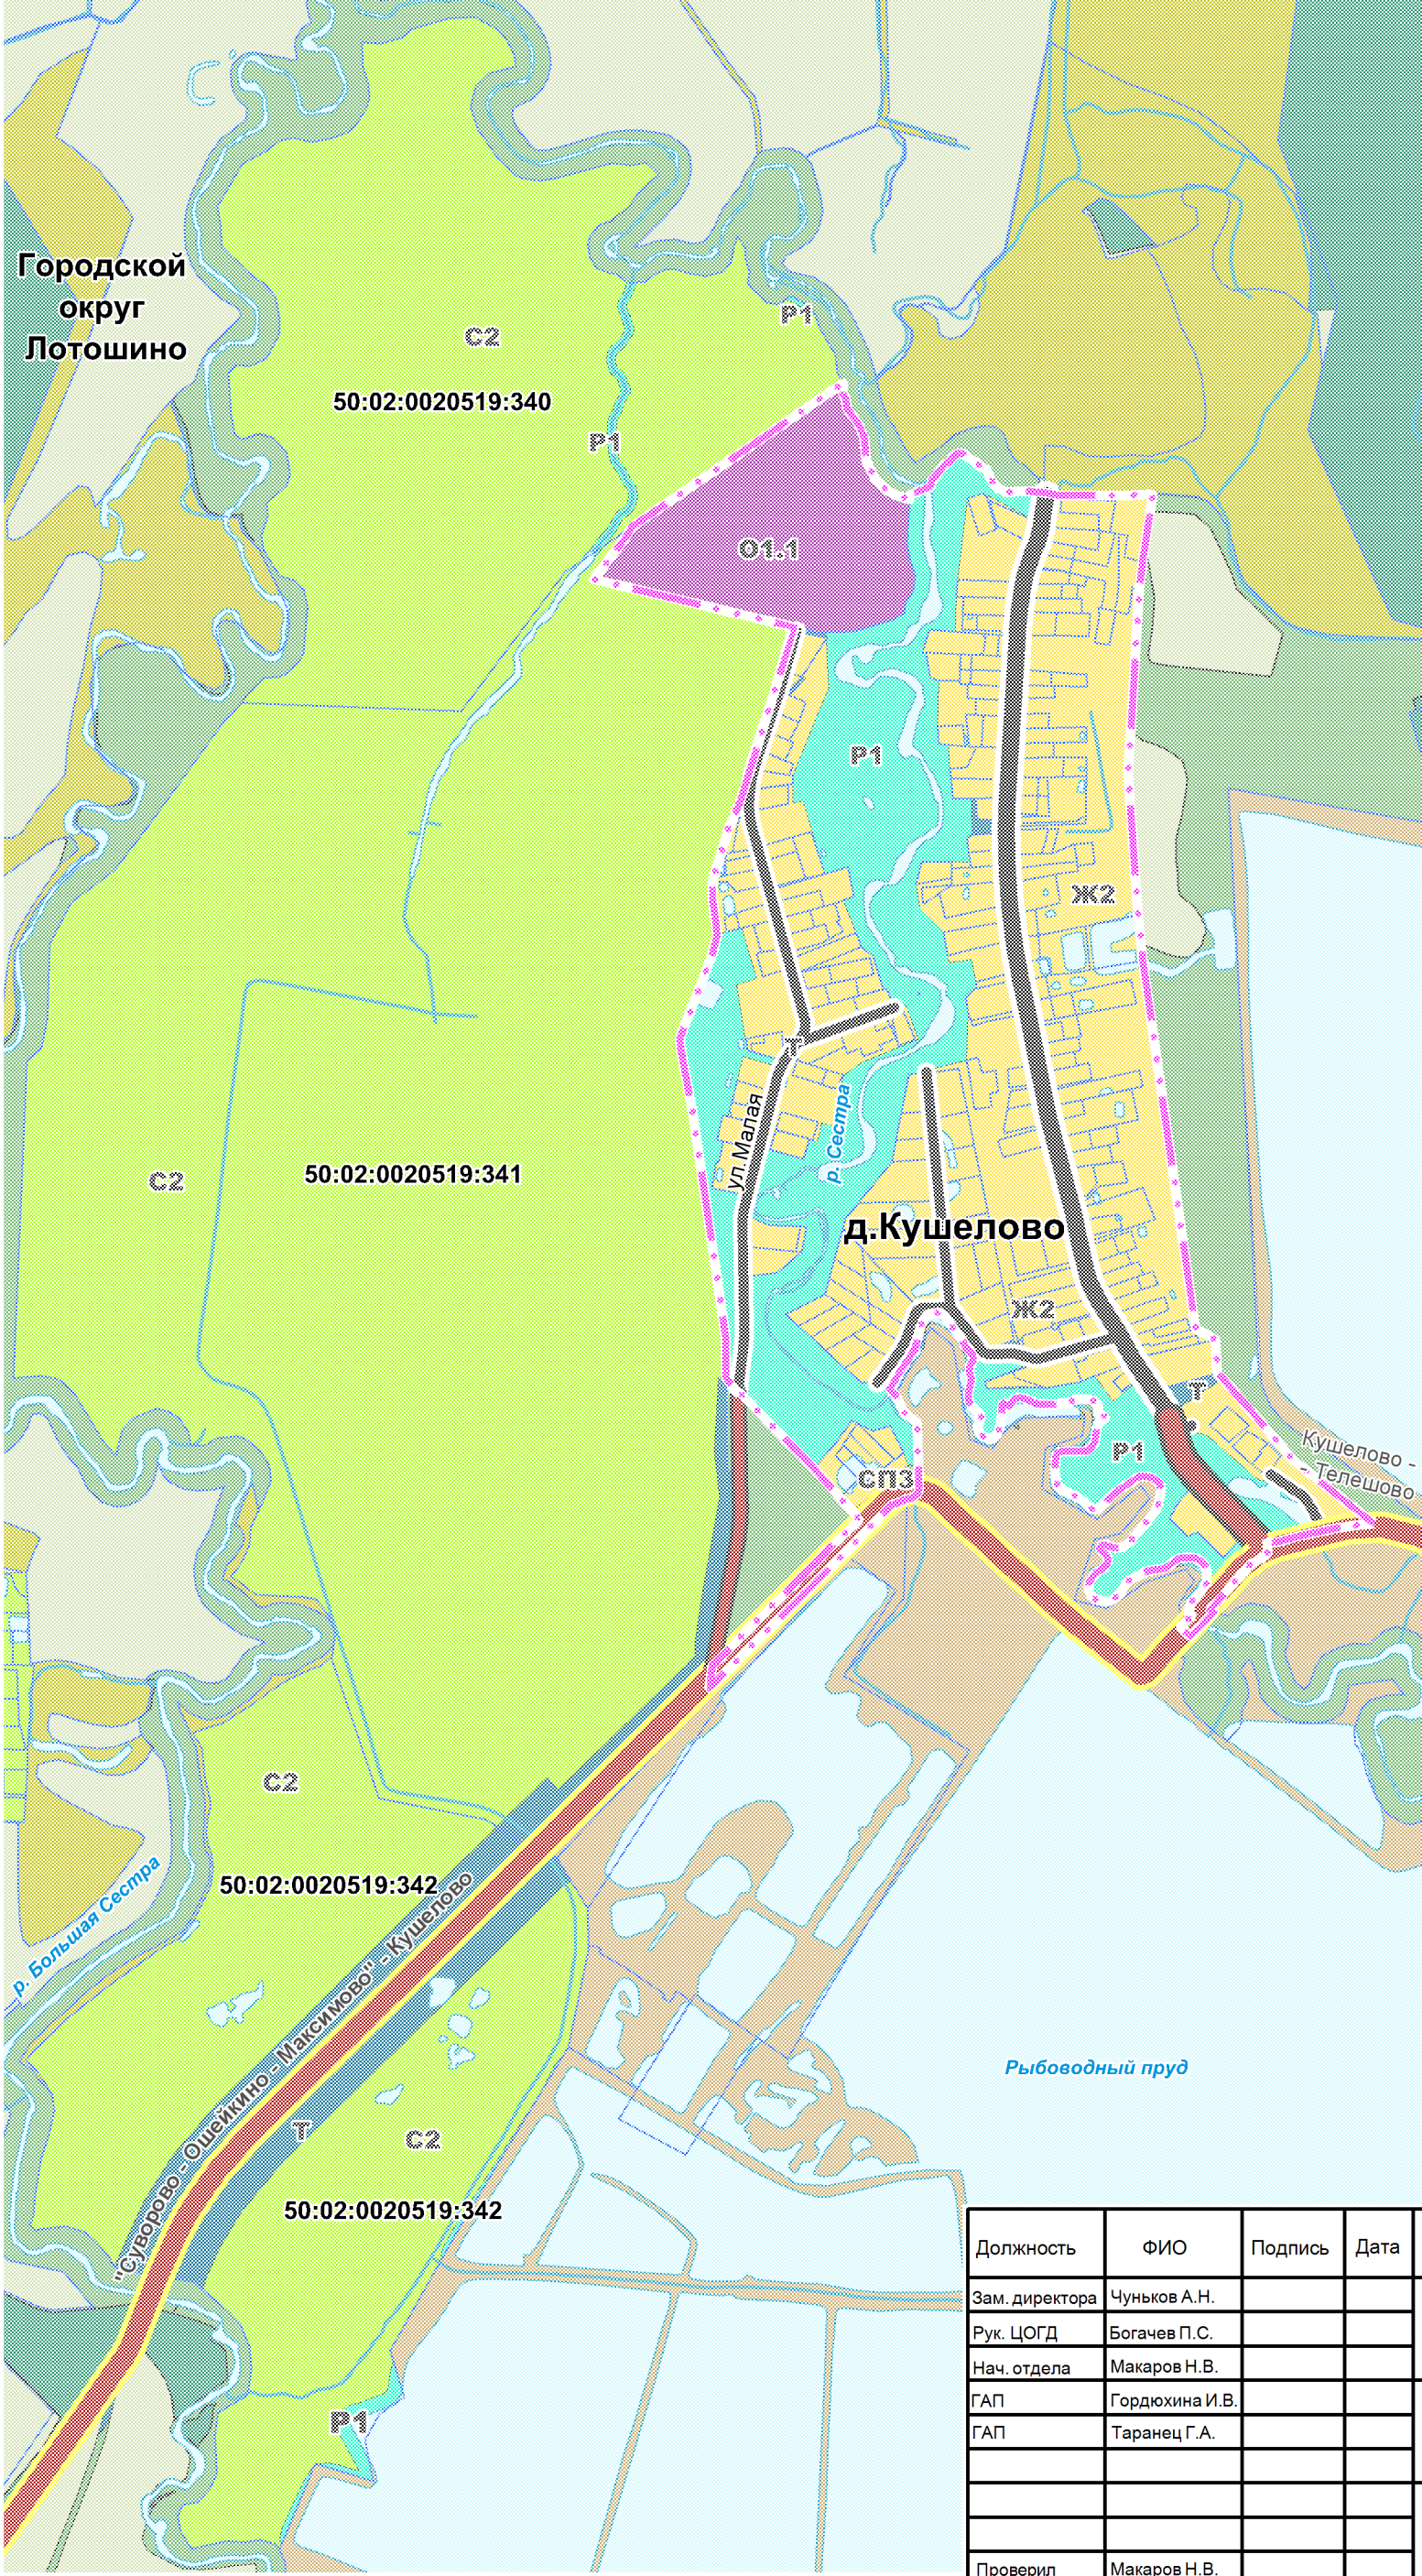 Городской
округ
Лотошино
С2
Р1
50:02:0020519:340
Р1
О1.1
Р1
Ж2
Т
ул.Малая
р. Сестра
С2
50:02:0020519:341
д.Кушелово
Ж2
Т
Р1
Кушелово -
- Телешово
СП3
С2
50:02:0020519:342
р. Большая Сестра
"Суворово - Ошейкино - Максимово" - Кушелово
Рыбоводный пруд
Т
С2
50:02:0020519:342
Р1
Должность ФИО Подпись Дата
Зам. директора Чуньков А.Н.
Рук. ЦОГД Богачев П.С.
Нач. отдела Макаров Н.В.
ГАП Гордюхина И.В.
ГАП Таранец Г.А.
Проверил Макаров Н.В.